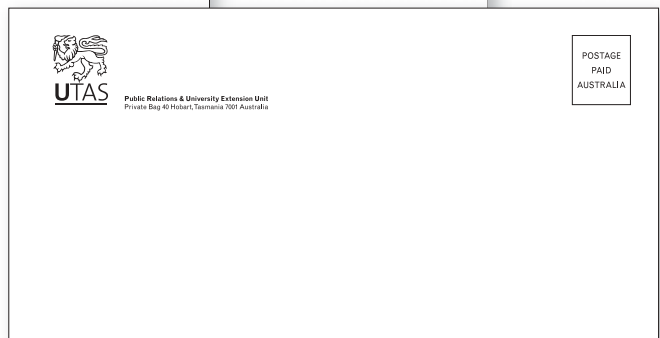 UTAS
Public Relations & University Extension Unit
Private Bag 40 Hobart, Tasmania 7001 Australia
POSTAGE
PAID
AUSTRALIA